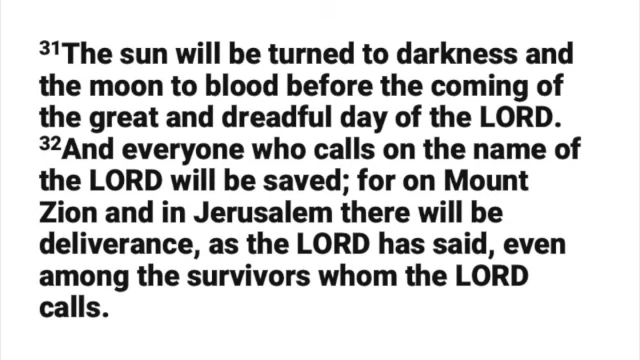 ³¹The sun will be turned to darkness and
the moon to blood before the coming of
the great and dreadful day of the LORD.
³²And everyone who calls on the name of
the LORD will be saved; for on Mount
Zion and in Jerusalem there will be
deliverance, as the LORD has said, even
among the survivors whom the LORD
calls.